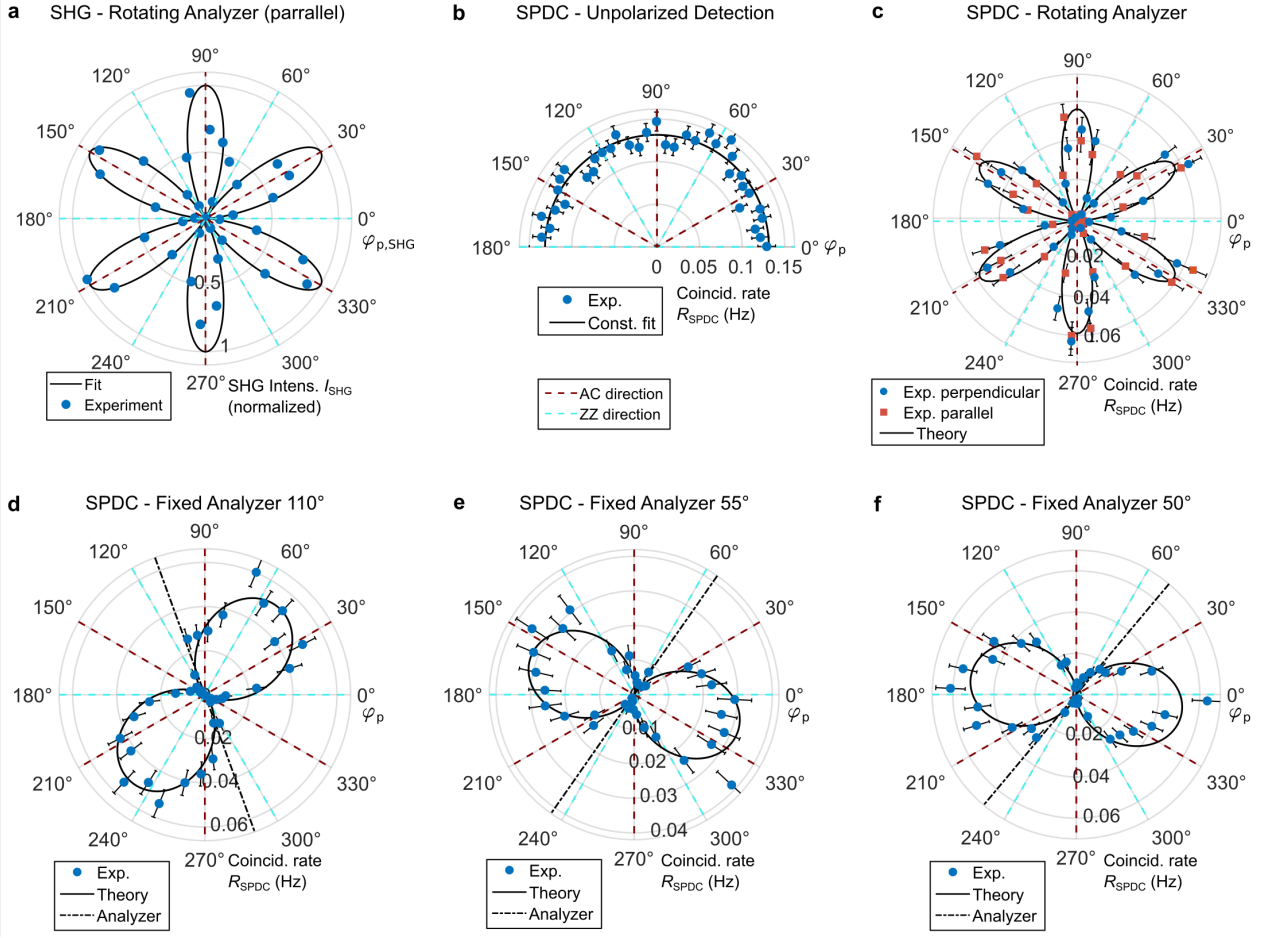 a SHG - Rotating Analyzer (parrallel)
90°
120° 60°
150° 30°
180° 0°
φp,SHG
0.5
210° 330°
1
240° 300°
270° SHG Intens. ISHG
(normalized)
Fit
Experiment
b SPDC - Unpolarized Detection
90°
120° 60°
150° 30°
180° 0° φp
0 0.05 0.1 0.15
Coincid. rate
RSPDC (Hz)
Exp.
Const. fit
AC direction
ZZ direction
c SPDC - Rotating Analyzer
90°
120° 60°
150° 30°
180° 0°
φp
0.02
210° 330°
0.04
0.06
240° 300°
270° Coincid. rate
RSPDC (Hz)
Exp. perpendicular
Exp. parallel
Theory
d SPDC - Fixed Analyzer 110°
90°
120° 60°
150° 30°
180° 0°
φp
0.02
210° 330°
0.04
0.06
240° 300°
270° Coincid. rate
RSPDC (Hz)
Exp.
Theory
Analyzer
e SPDC - Fixed Analyzer 55°
90°
120° 60°
150° 30°
180° 0°
φp
0.01
0.02
210° 330°
0.03
0.04
240° 300°
270° Coincid. rate
RSPDC (Hz)
Exp.
Theory
Analyzer
f SPDC - Fixed Analyzer 50°
90°
120° 60°
150° 30°
180° 0°
φp
0.02
210° 330°
0.04
0.06
240° 300°
270° Coincid. rate
RSPDC (Hz)
Exp.
Theory
Analyzer